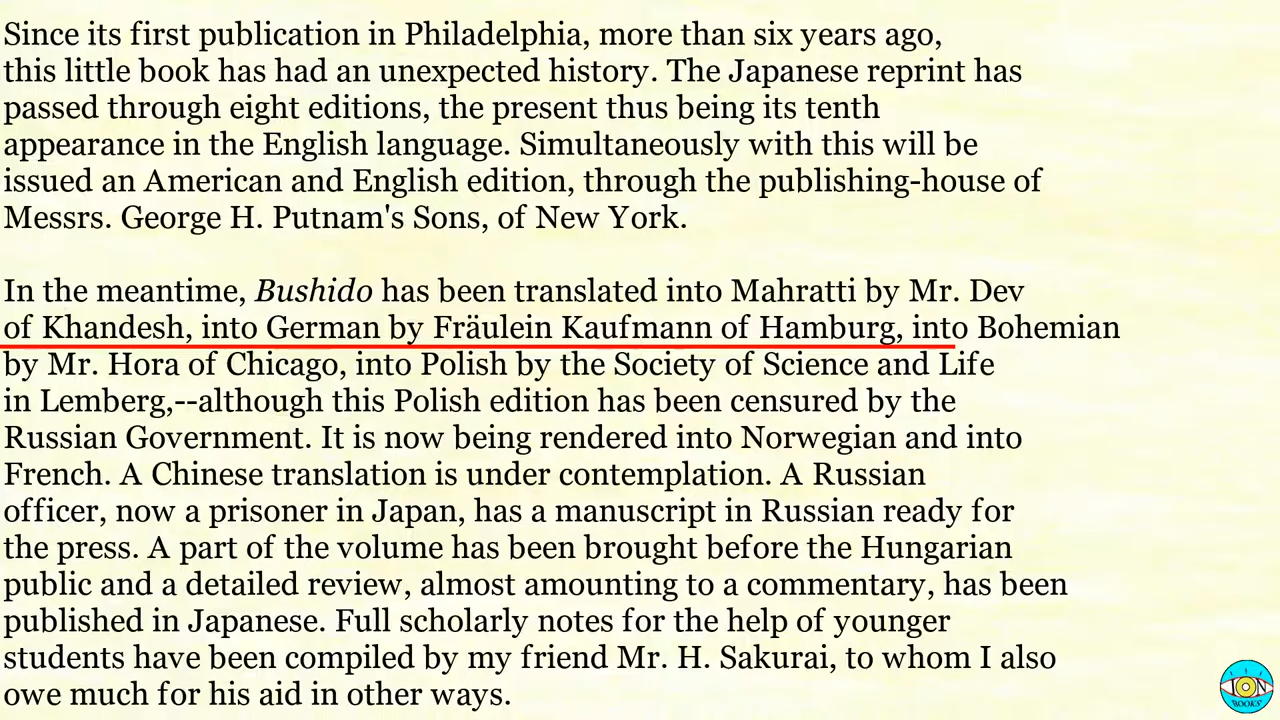 Since its first publication in Philadelphia, more than six years ago,
this little book has had an unexpected history. The Japanese reprint has
passed through eight editions, the present thus being its tenth
appearance in the English language. Simultaneously with this will be
issued an American and English edition, through the publishing-house of
Messrs. George H. Putnam's Sons, of New York.
In the meantime, Bushido has been translated into Mahratti by Mr. Dev
of Khandesh, into German by Fräulein Kaufmann of Hamburg, into Bohemian
by Mr. Hora of Chicago, into Polish by the Society of Science and Life
in Lemberg,--although this Polish edition has been censured by the
Russian Government. It is now being rendered into Norwegian and into
French. A Chinese translation is under contemplation. A Russian
officer, now a prisoner in Japan, has a manuscript in Russian ready for
the press. A part of the volume has been brought before the Hungarian
public and a detailed review, almost amounting to a commentary, has been
published in Japanese. Full scholarly notes for the help of younger
students have been compiled by my friend Mr. H. Sakurai, to whom I also
owe much for his aid in other ways.
ION
BOOKS